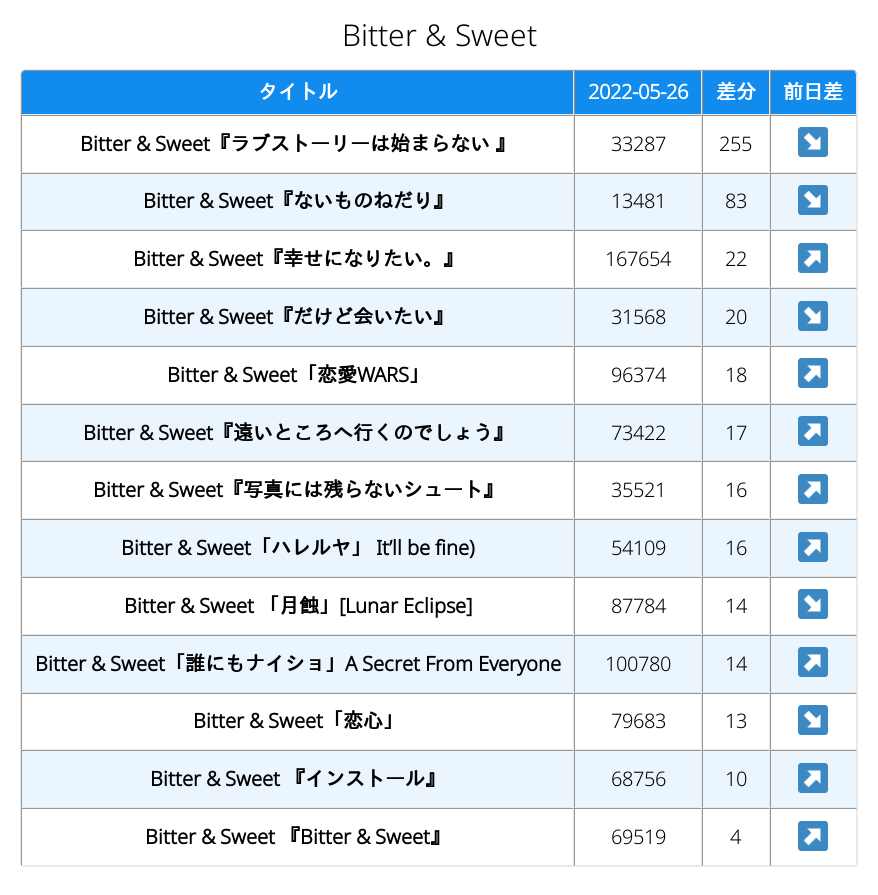 Bitter & Sweet
タイトル 2022-05-26 差分 前日差
Bitter & Sweet『ラブストーリーは始まらない 』 33287 255 ↘
Bitter & Sweet『ないものねだり』 13481 83 ↘
Bitter & Sweet『幸せになりたい。』 167654 22 ↗
Bitter & Sweet『だけど会いたい』 31568 20 ↘
Bitter & Sweet「恋愛WARS」 96374 18 ↗
Bitter & Sweet『遠いところへ行くのでしょう』 73422 17 ↗
Bitter & Sweet『写真には残らないシュート』 35521 16 ↗
Bitter & Sweet「ハレルヤ」 It’ll be fine) 54109 16 ↗
Bitter & Sweet 「月蝕」[Lunar Eclipse] 87784 14 ↘
Bitter & Sweet「誰にもナイショ」A Secret From Everyone 100780 14 ↗
Bitter & Sweet「恋心」 79683 13 ↘
Bitter & Sweet 『インストール』 68756 10 ↗
Bitter & Sweet 『Bitter & Sweet』 69519 4 ↗